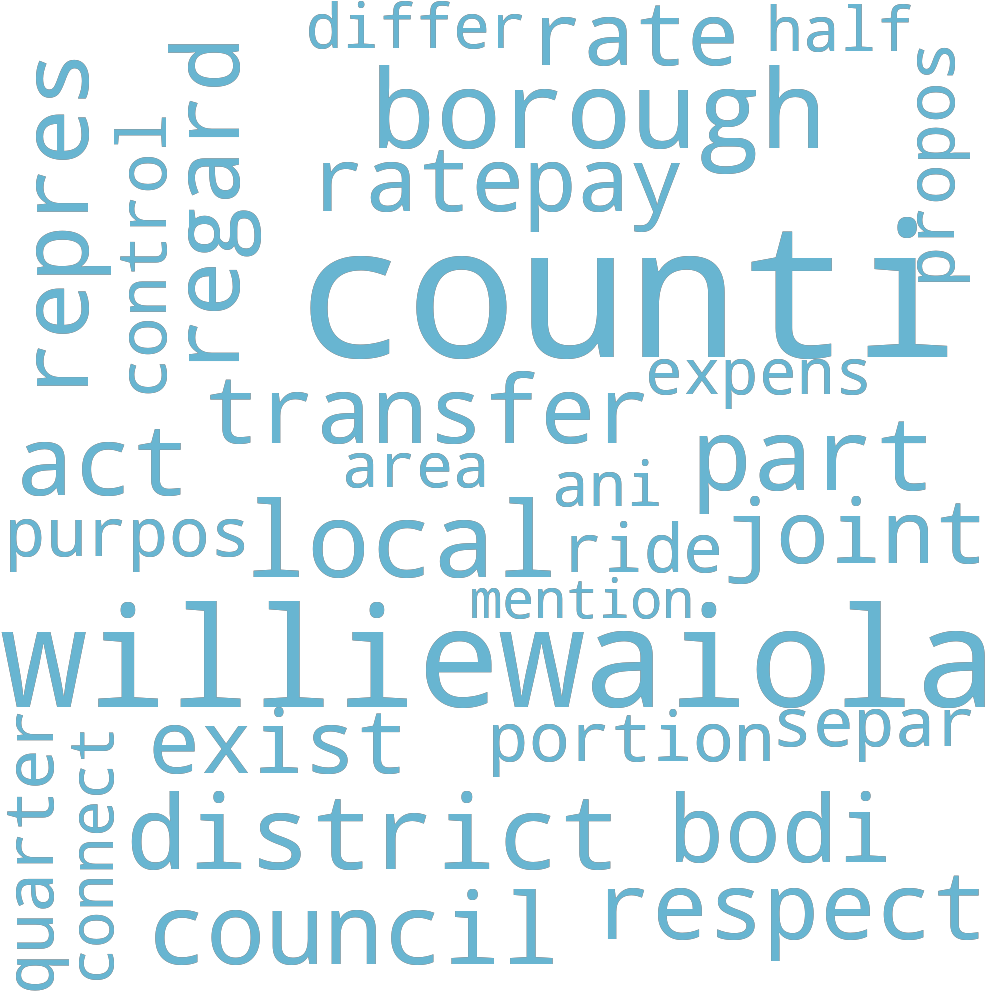 differ
rate
half
borough
propos
repres
control
regard
ratepay
counti
expens
transfer
act
area
ani
part
purpos
local
ride
joint
mention
williewaiola
quarter
connect
exist
portion
separ
district
bodi
council
respect